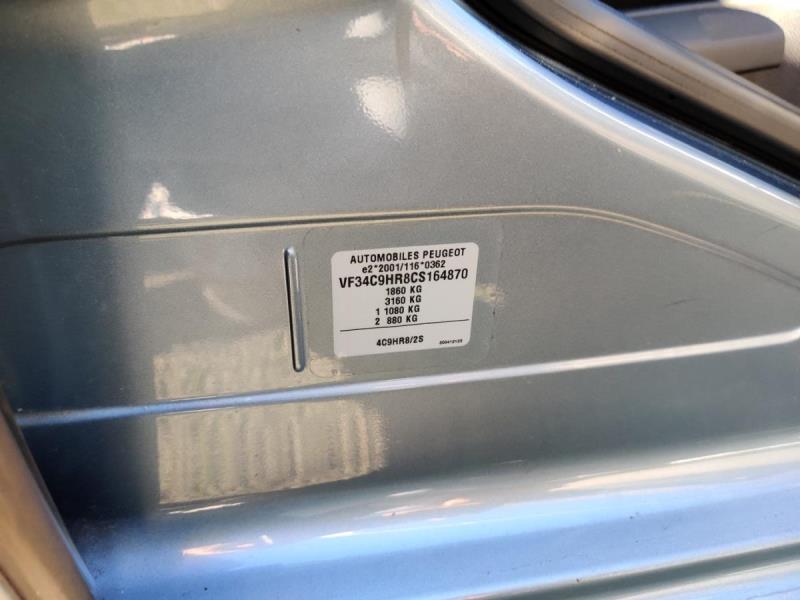 AUTOMOBILES PEUGEOT
e2*2001/116*0362
VF34C9HR8CS164870
1860 KG
3160 KG
1 1080 KG
2 880 KG
4C9HR8/2S